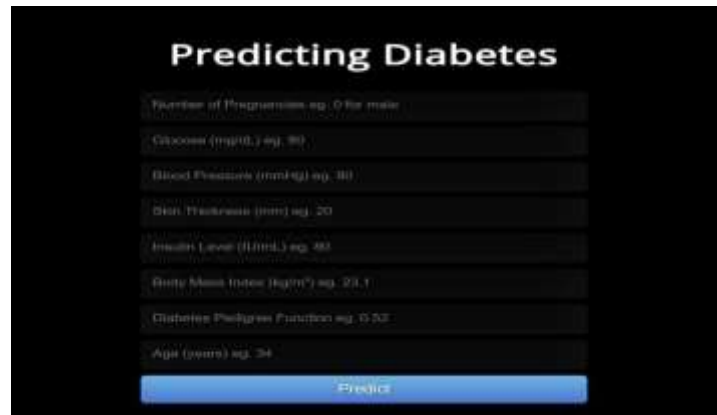 Predicting Diabetes
Number of Pregnancies eg. 0 for male
Glucose (mg/dL) eg. 80
Blood Pressure (mmHg) eg. 80
Skin Thickness (mm) eg. 20
Insulin Level (IU/mL) eg. 80
Body Mass Index (kg/m²) eg. 23.1
Diabetes Pedigree Function eg. 0.52
Age (years) eg. 34
Predict